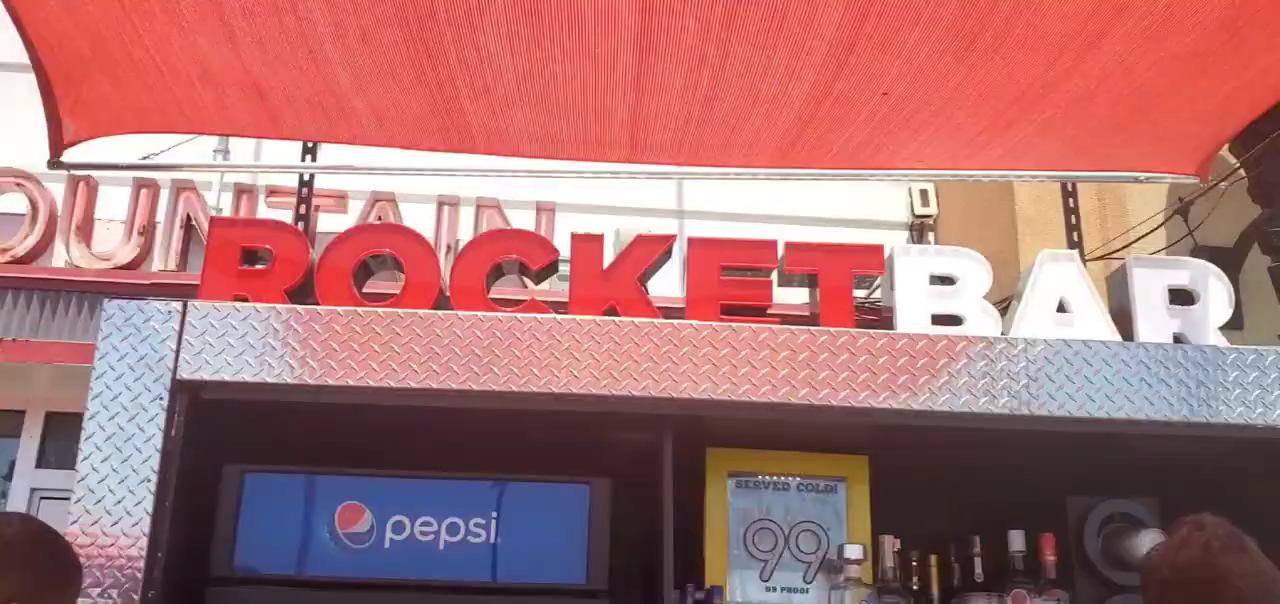 OUNTAIN
ROCKETBAR
pepsi
SERVED COLD!
99
99 PROOF